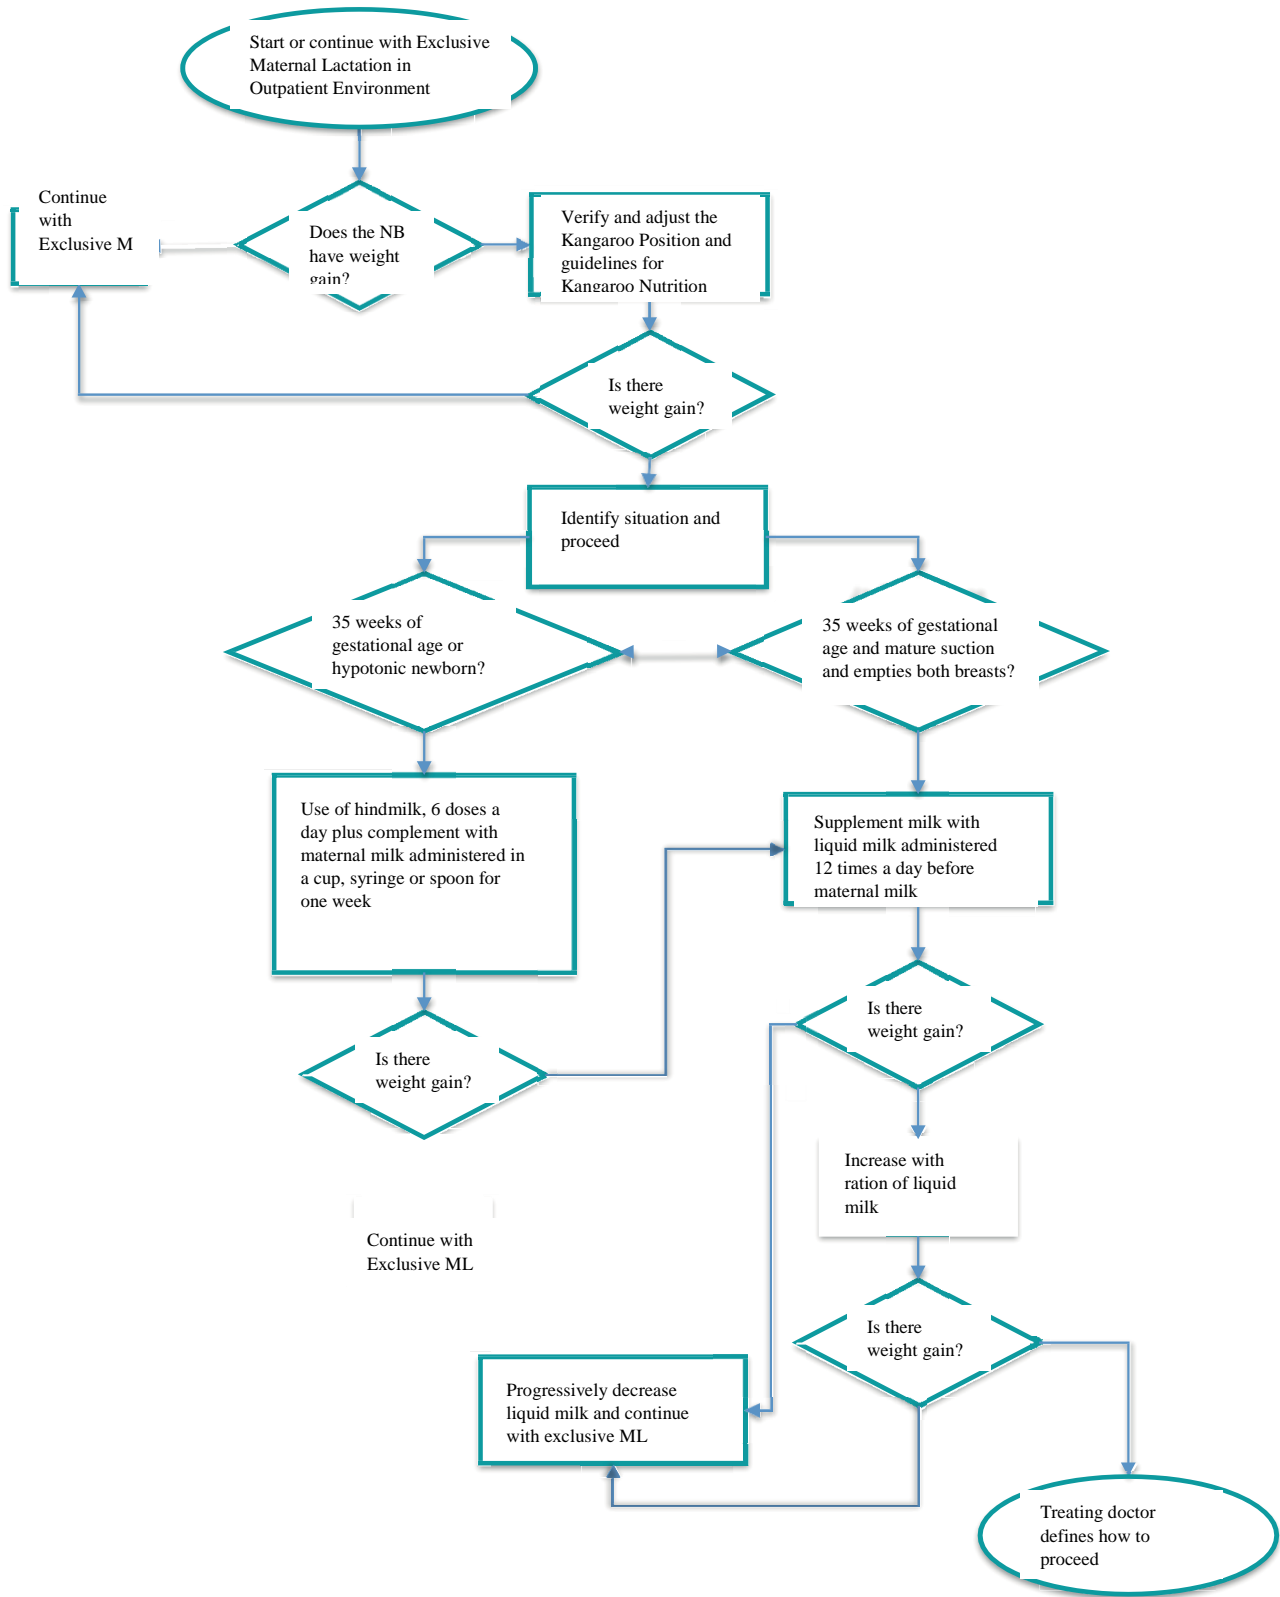 Start or continue with Exclusive
Maternal Lactation in
Outpatient Environment
Continue
with
Exclusive M
Does the NB
have weight
gain?
Verify and adjust the
Kangaroo Position and
guidelines for
Kangaroo Nutrition
Is there
weight gain?
Identify situation and
proceed
35 weeks of
gestational age or
hypotonic newborn?
35 weeks of gestational
age and mature suction
and empties both breasts?
Use of hindmilk, 6 doses a
day plus complement with
maternal milk administered in
a cup, syringe or spoon for
one week
Supplement milk with
liquid milk administered
12 times a day before
maternal milk
Is there
weight gain?
Is there
weight gain?
Increase with
ration of liquid
milk
Continue with
Exclusive ML
Is there
weight gain?
Progressively decrease
liquid milk and continue
with exclusive ML
Treating doctor
defines how to
proceed